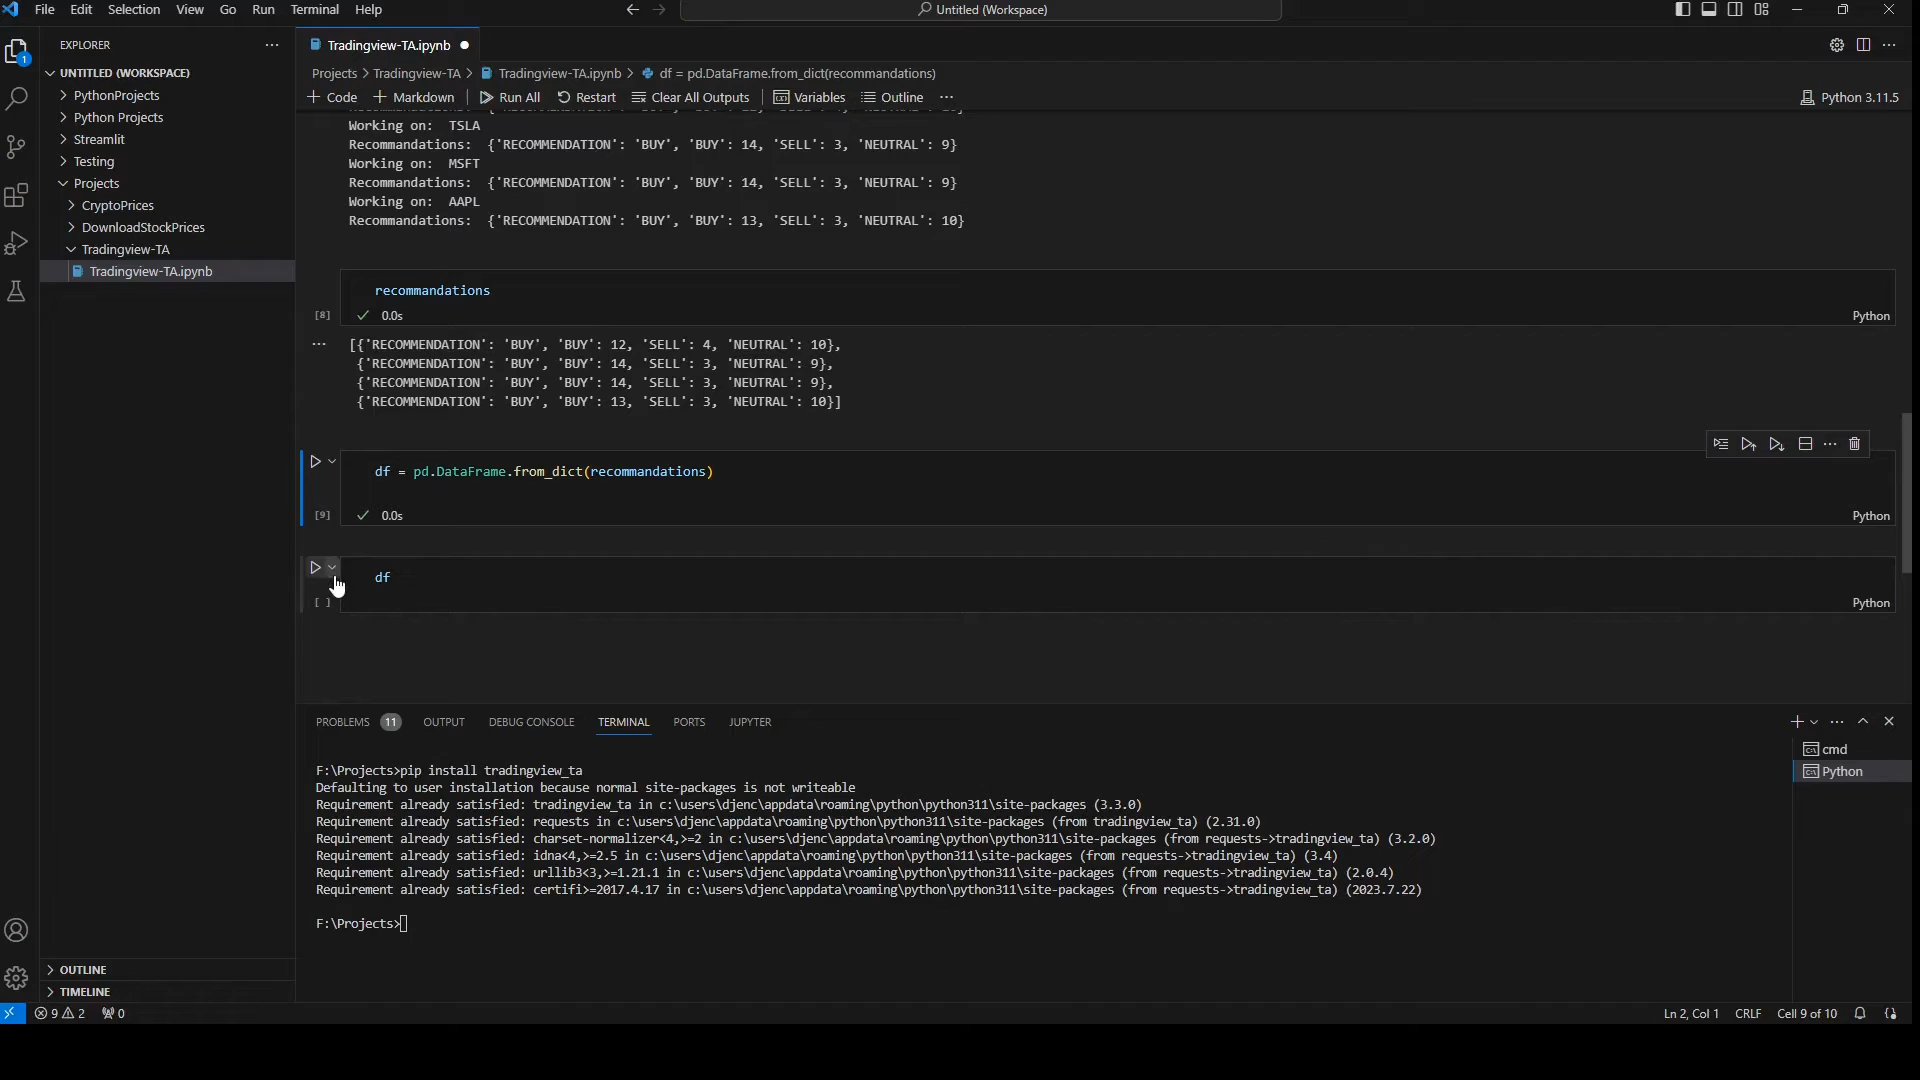 File Edit Selection View Go Run Terminal Help
Untitled (Workspace)
EXPLORER
UNTITLED (WORKSPACE)
PythonProjects
Python Projects
Streamlit
Testing
Projects
CryptoPrices
DownloadStockPrices
Tradingview-TA
Tradingview-TA.ipynb
OUTLINE
TIMELINE
1
Tradingview-TA.ipynb
Projects > Tradingview-TA > Tradingview-TA.ipynb > df = pd.DataFrame.from_dict(recommandations)
+ Code + Markdown Run All Restart Clear All Outputs Variables Outline ...
Python 3.11.5
Working on: TSLA
Recommandations: {'RECOMMENDATION': 'BUY', 'BUY': 14, 'SELL': 3, 'NEUTRAL': 9}
Working on: MSFT
Recommandations: {'RECOMMENDATION': 'BUY', 'BUY': 14, 'SELL': 3, 'NEUTRAL': 9}
Working on: AAPL
Recommandations: {'RECOMMENDATION': 'BUY', 'BUY': 13, 'SELL': 3, 'NEUTRAL': 10}
recommandations
[8] 0.0s Python
[{'RECOMMENDATION': 'BUY', 'BUY': 12, 'SELL': 4, 'NEUTRAL': 10},
{'RECOMMENDATION': 'BUY', 'BUY': 14, 'SELL': 3, 'NEUTRAL': 9},
{'RECOMMENDATION': 'BUY', 'BUY': 14, 'SELL': 3, 'NEUTRAL': 9},
{'RECOMMENDATION': 'BUY', 'BUY': 13, 'SELL': 3, 'NEUTRAL': 10}]
df = pd.DataFrame.from_dict(recommandations)
[9] 0.0s Python
df
[ ] Python
PROBLEMS 11 OUTPUT DEBUG CONSOLE TERMINAL PORTS JUPYTER
cmd
Python
F:\Projects>pip install tradingview_ta
Defaulting to user installation because normal site-packages is not writeable
Requirement already satisfied: tradingview_ta in c:\users\djenc\appdata\roaming\python\python311\site-packages (3.3.0)
Requirement already satisfied: requests in c:\users\djenc\appdata\roaming\python\python311\site-packages (from tradingview_ta) (2.31.0)
Requirement already satisfied: charset-normalizer<4,>=2 in c:\users\djenc\appdata\roaming\python\python311\site-packages (from requests->tradingview_ta) (3.2.0)
Requirement already satisfied: idna<4,>=2.5 in c:\users\djenc\appdata\roaming\python\python311\site-packages (from requests->tradingview_ta) (3.4)
Requirement already satisfied: urllib3<3,>=1.21.1 in c:\users\djenc\appdata\roaming\python\python311\site-packages (from requests->tradingview_ta) (2.0.4)
Requirement already satisfied: certifi>=2017.4.17 in c:\users\djenc\appdata\roaming\python\python311\site-packages (from requests->tradingview_ta) (2023.7.22)
F:\Projects>
9 2 0
Ln 2, Col 1 CRLF Cell 9 of 10